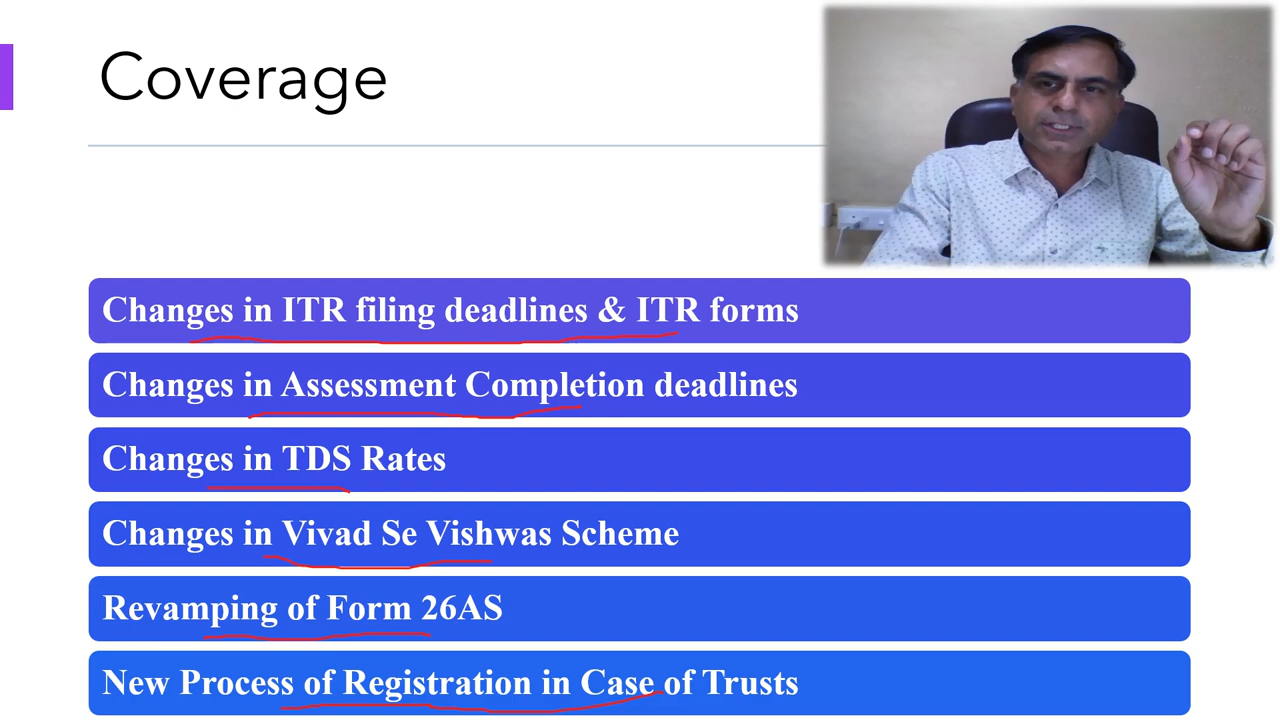 Coverage
Changes in ITR filing deadlines & ITR forms
Changes in Assessment Completion deadlines
Changes in TDS Rates
Changes in Vivad Se Vishwas Scheme
Revamping of Form 26AS
New Process of Registration in Case of Trusts